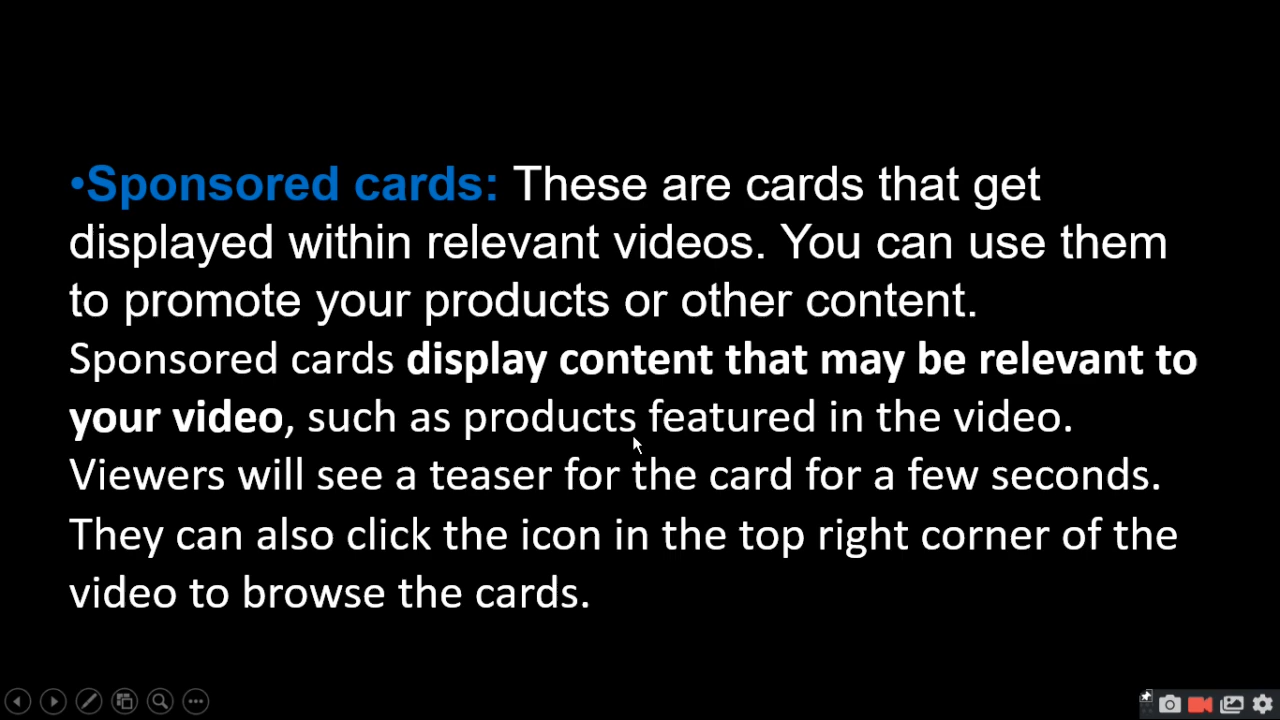 •Sponsored cards: These are cards that get
displayed within relevant videos. You can use them
to promote your products or other content.
Sponsored cards display content that may be relevant to
your video, such as products featured in the video.
Viewers will see a teaser for the card for a few seconds.
They can also click the icon in the top right corner of the
video to browse the cards.